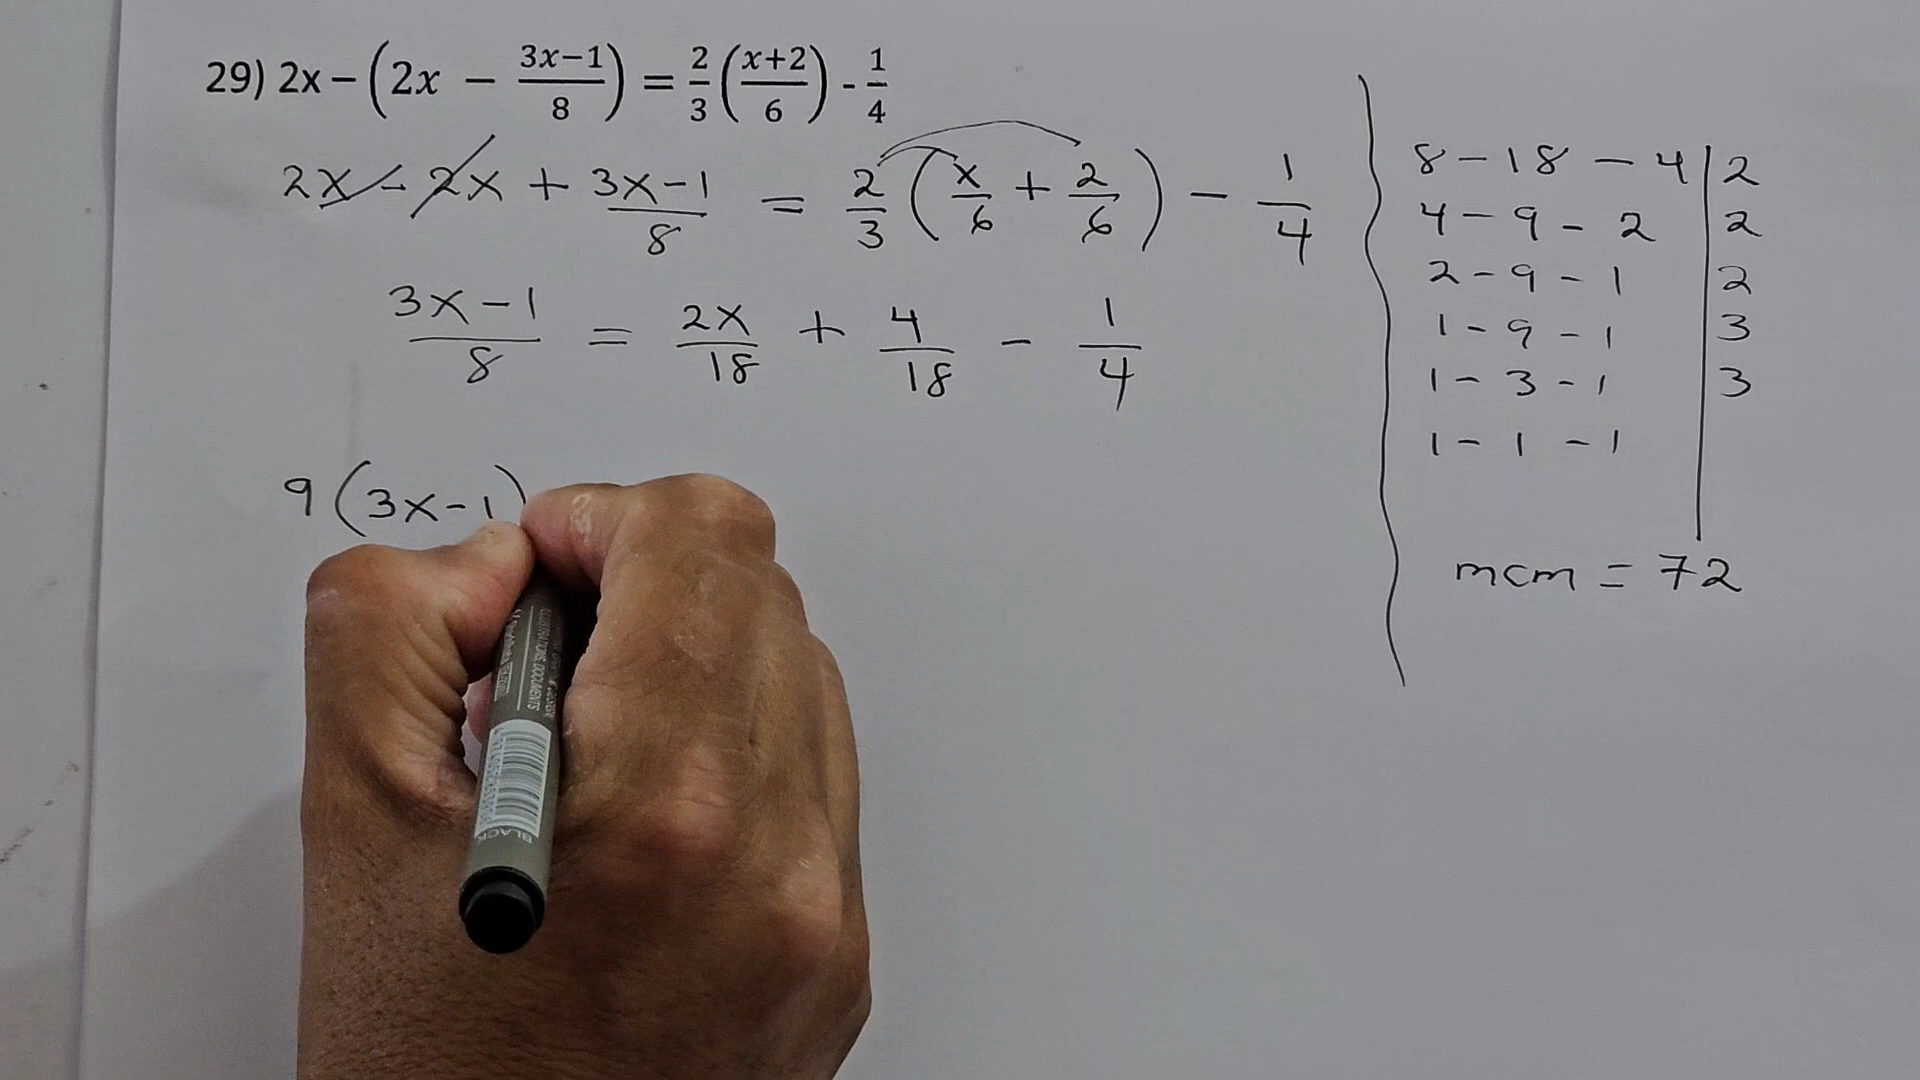 29) 2x – (2x – (3x–1)/8) = 2/3 ((x+2)/6) - 1/4
2x - 2x + (3x-1)/8 = 2/3 (x/6 + 2/6) - 1/4
(3x-1)/8 = 2x/18 + 4/18 - 1/4
9(3x-1)
8 - 18 - 4 | 2
4 - 9 - 2 | 2
2 - 9 - 1 | 2
1 - 9 - 1 | 3
1 - 3 - 1 | 3
1 - 1 - 1
mcm = 72
BLACK